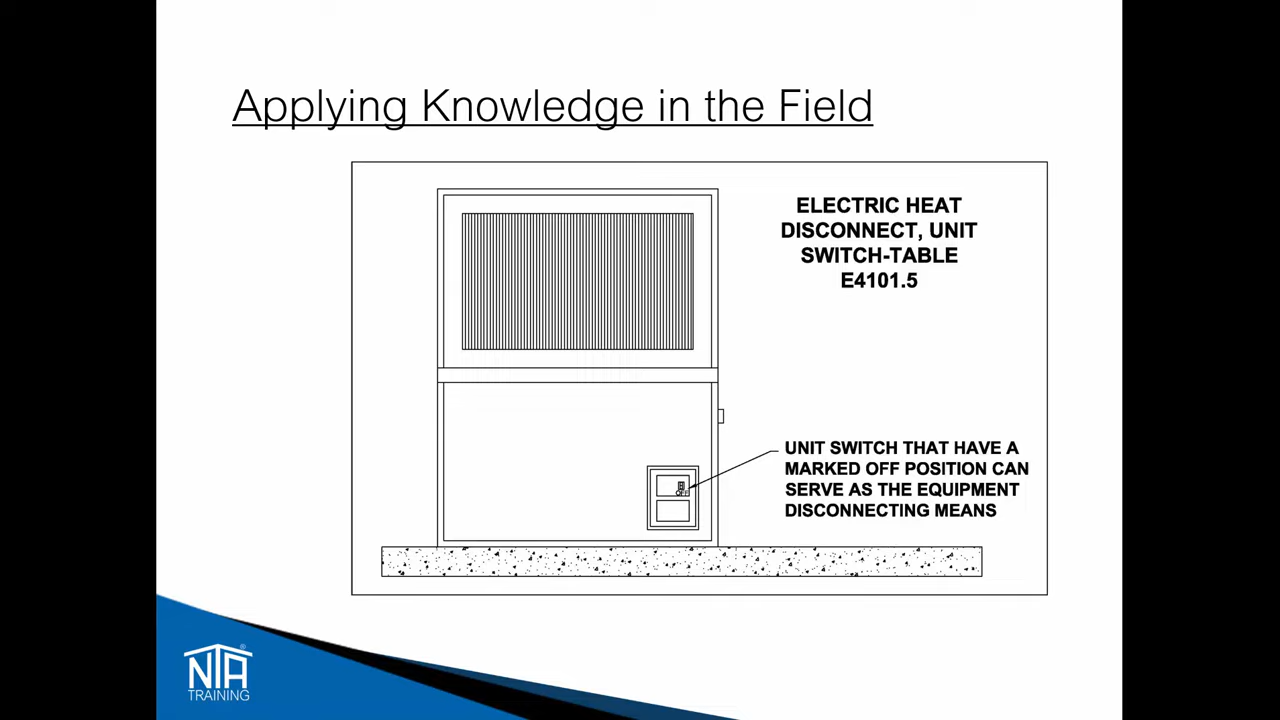 Applying Knowledge in the Field
ELECTRIC HEAT
DISCONNECT, UNIT
SWITCH-TABLE
E4101.5
UNIT SWITCH THAT HAVE A
MARKED OFF POSITION CAN
SERVE AS THE EQUIPMENT
DISCONNECTING MEANS
OFF
NTA
®
TRAINING